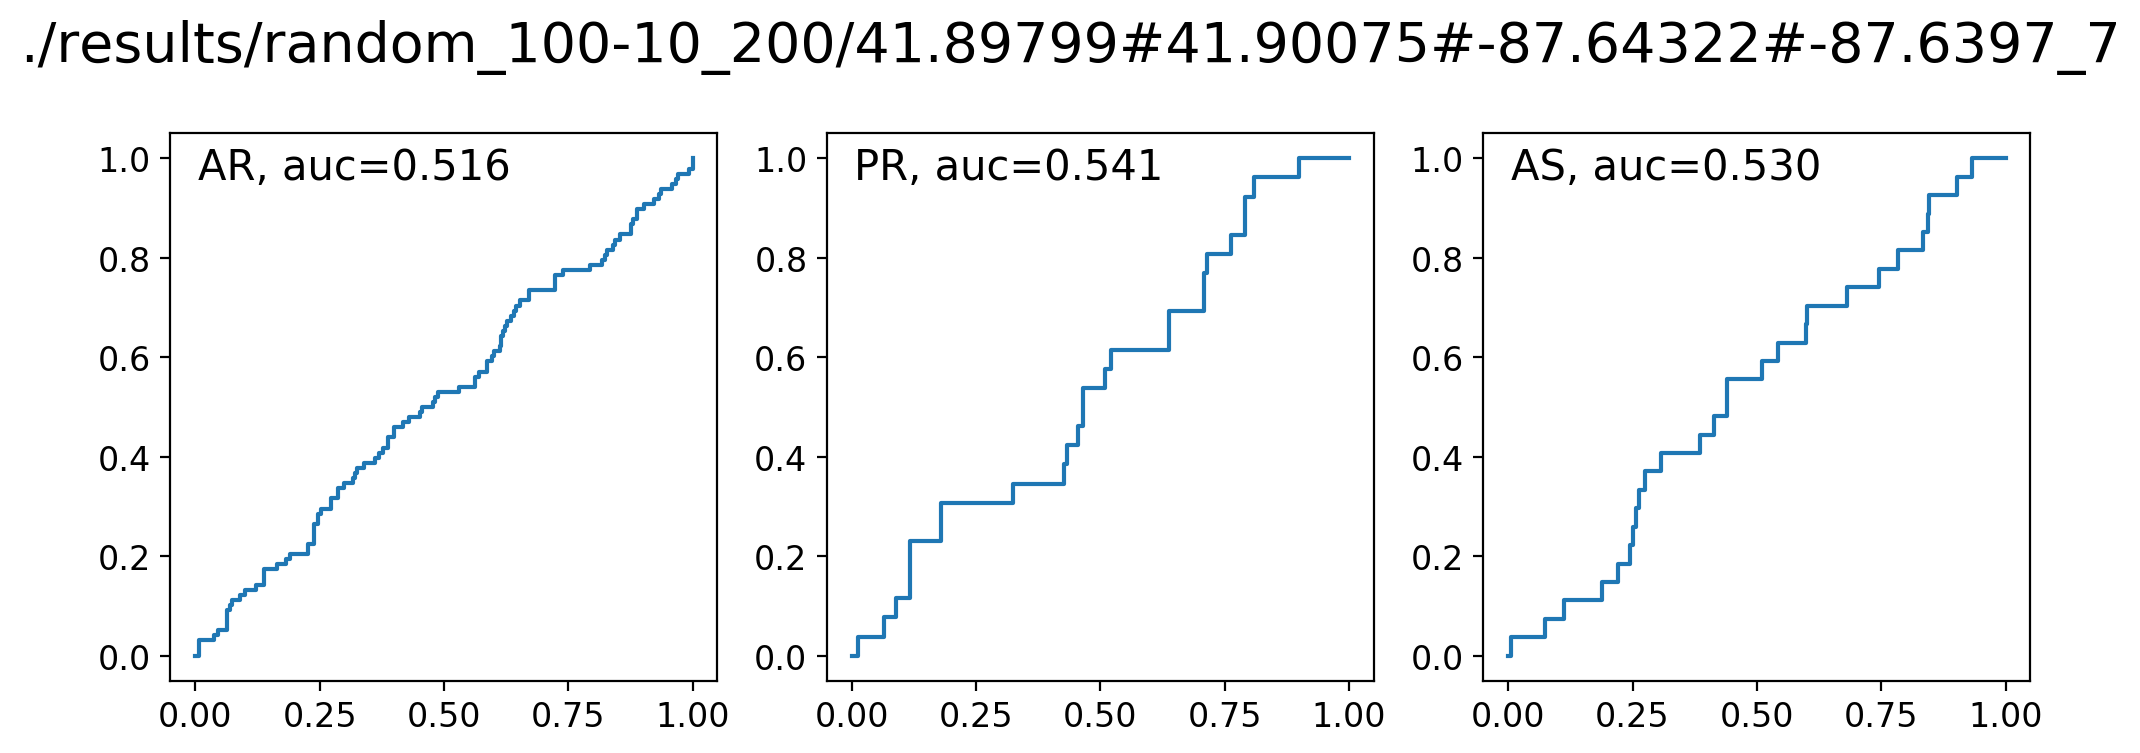 ./results/random_100-10_200/41.89799#41.90075#-87.64322#-87.6397_7
AR, auc=0.516
1.0
0.8
0.6
0.4
0.2
0.0
0.00 0.25 0.50 0.75 1.00
PR, auc=0.541
1.0
0.8
0.6
0.4
0.2
0.0
0.00 0.25 0.50 0.75 1.00
AS, auc=0.530
1.0
0.8
0.6
0.4
0.2
0.0
0.00 0.25 0.50 0.75 1.00